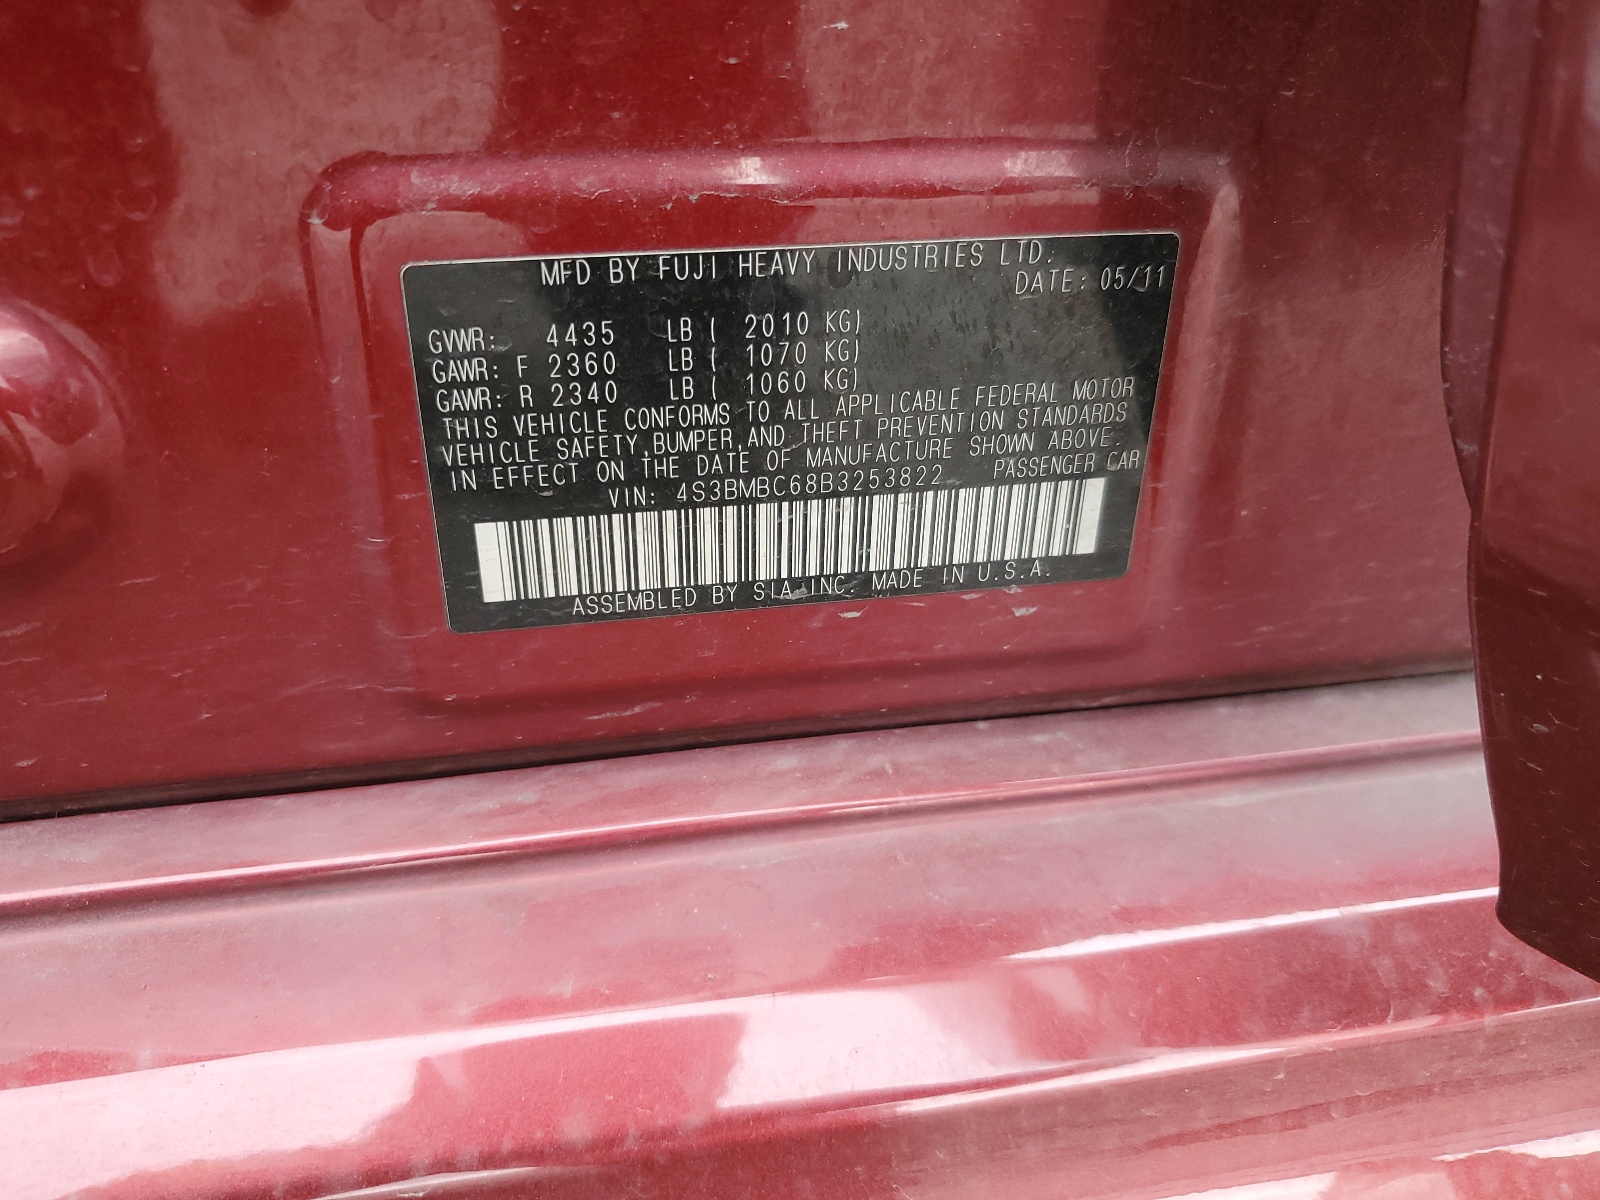 MFD BY FUJI HEAVY INDUSTRIES LTD.
DATE: 05/11
GVWR: 4435 LB ( 2010 KG)
GAWR: F 2360 LB ( 1070 KG)
GAWR: R 2340 LB ( 1060 KG)
THIS VEHICLE CONFORMS TO ALL APPLICABLE FEDERAL MOTOR
VEHICLE SAFETY,BUMPER,AND THEFT PREVENTION STANDARDS
IN EFFECT ON THE DATE OF MANUFACTURE SHOWN ABOVE.
VIN: 4S3BMBC68B3253822 PASSENGER CAR
ASSEMBLED BY SIA,INC. MADE IN U.S.A.